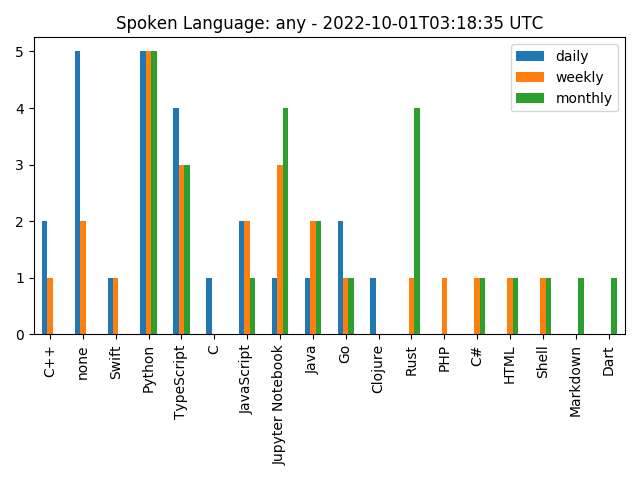 Spoken Language: any - 2022-10-01T03:18:35 UTC
daily
weekly
monthly
5
4
3
2
1
0
C++
none
Swift
Python
TypeScript
C
JavaScript
Jupyter Notebook
Java
Go
Clojure
Rust
PHP
C#
HTML
Shell
Markdown
Dart